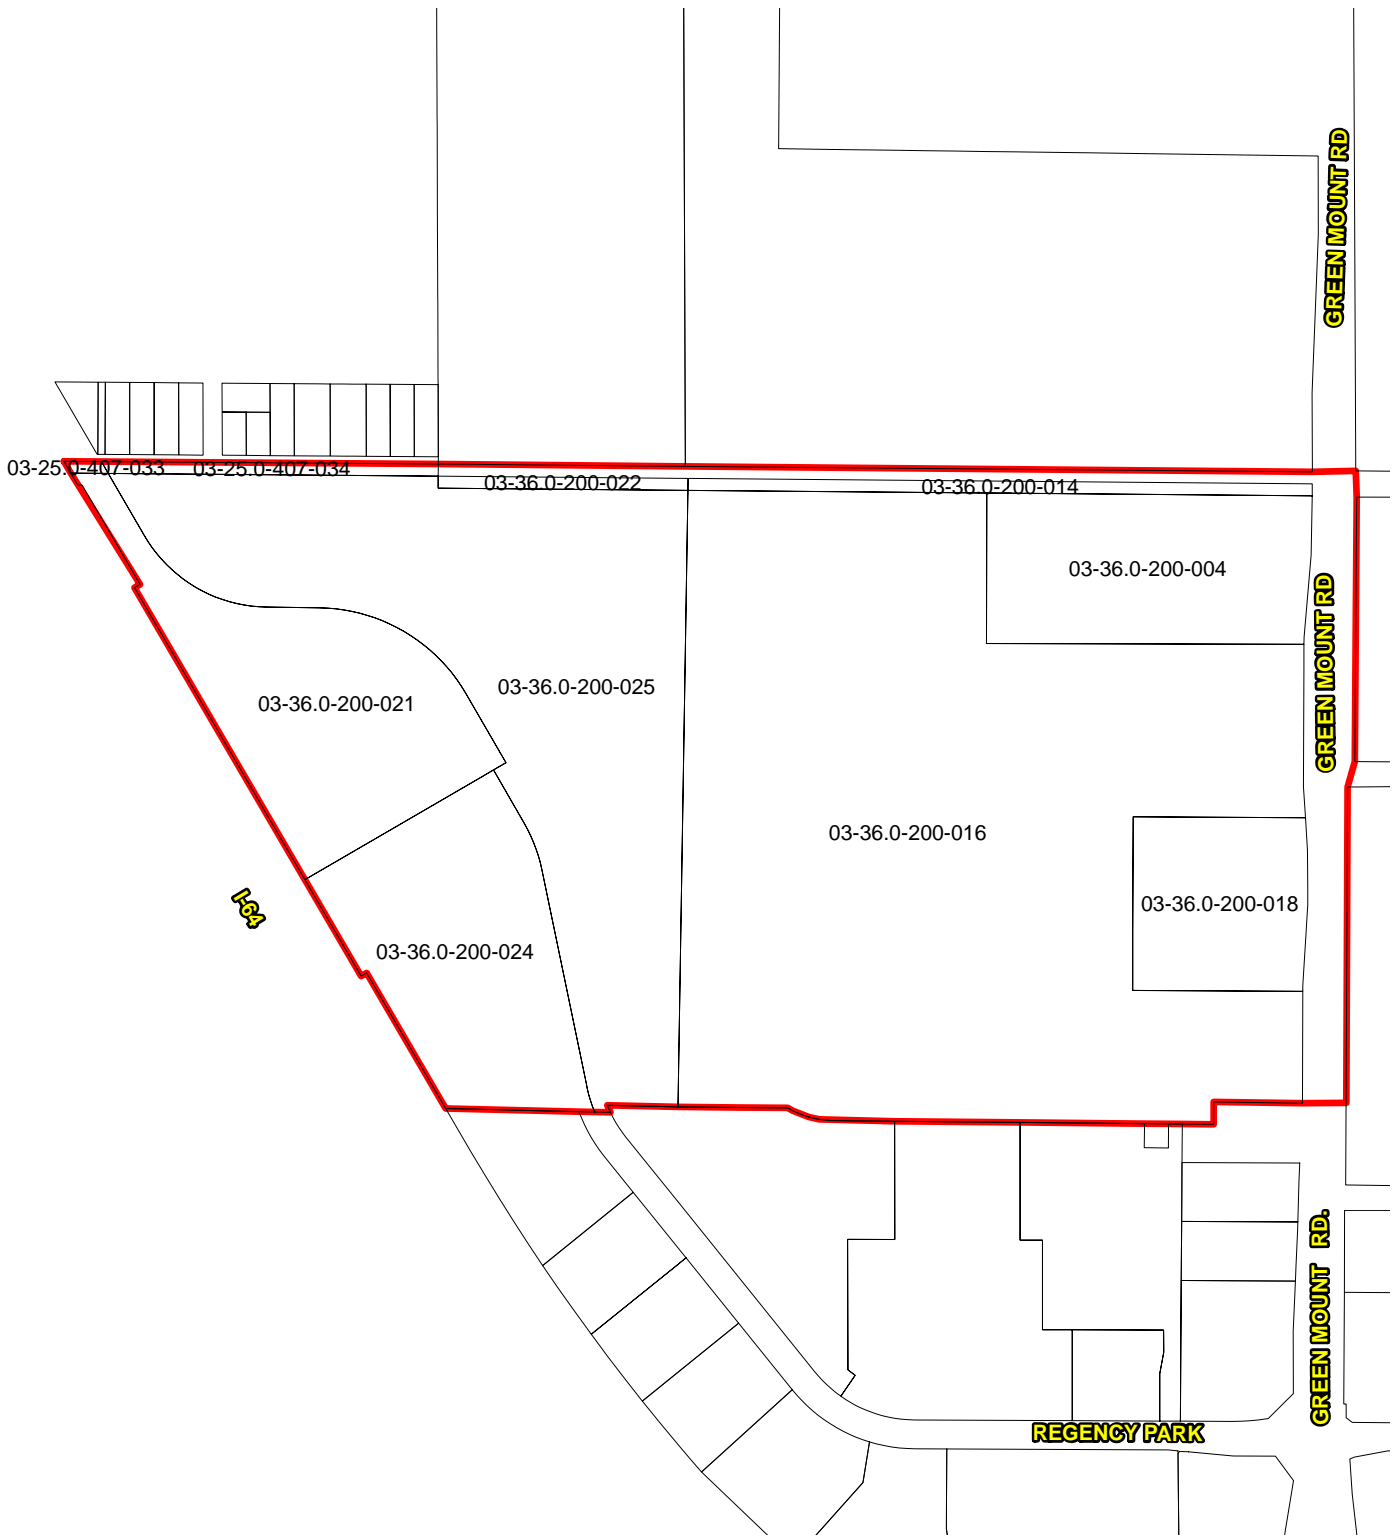 GREEN MOUNT RD
03-25.0-407-033
03-25.0-407-034
03-36.0-200-022
03-36.0-200-014
03-36.0-200-004
GREEN MOUNT RD
03-36.0-200-025
03-36.0-200-021
03-36.0-200-016
03-36.0-200-018
I-64
03-36.0-200-024
GREEN MOUNT RD.
REGENCY PARK